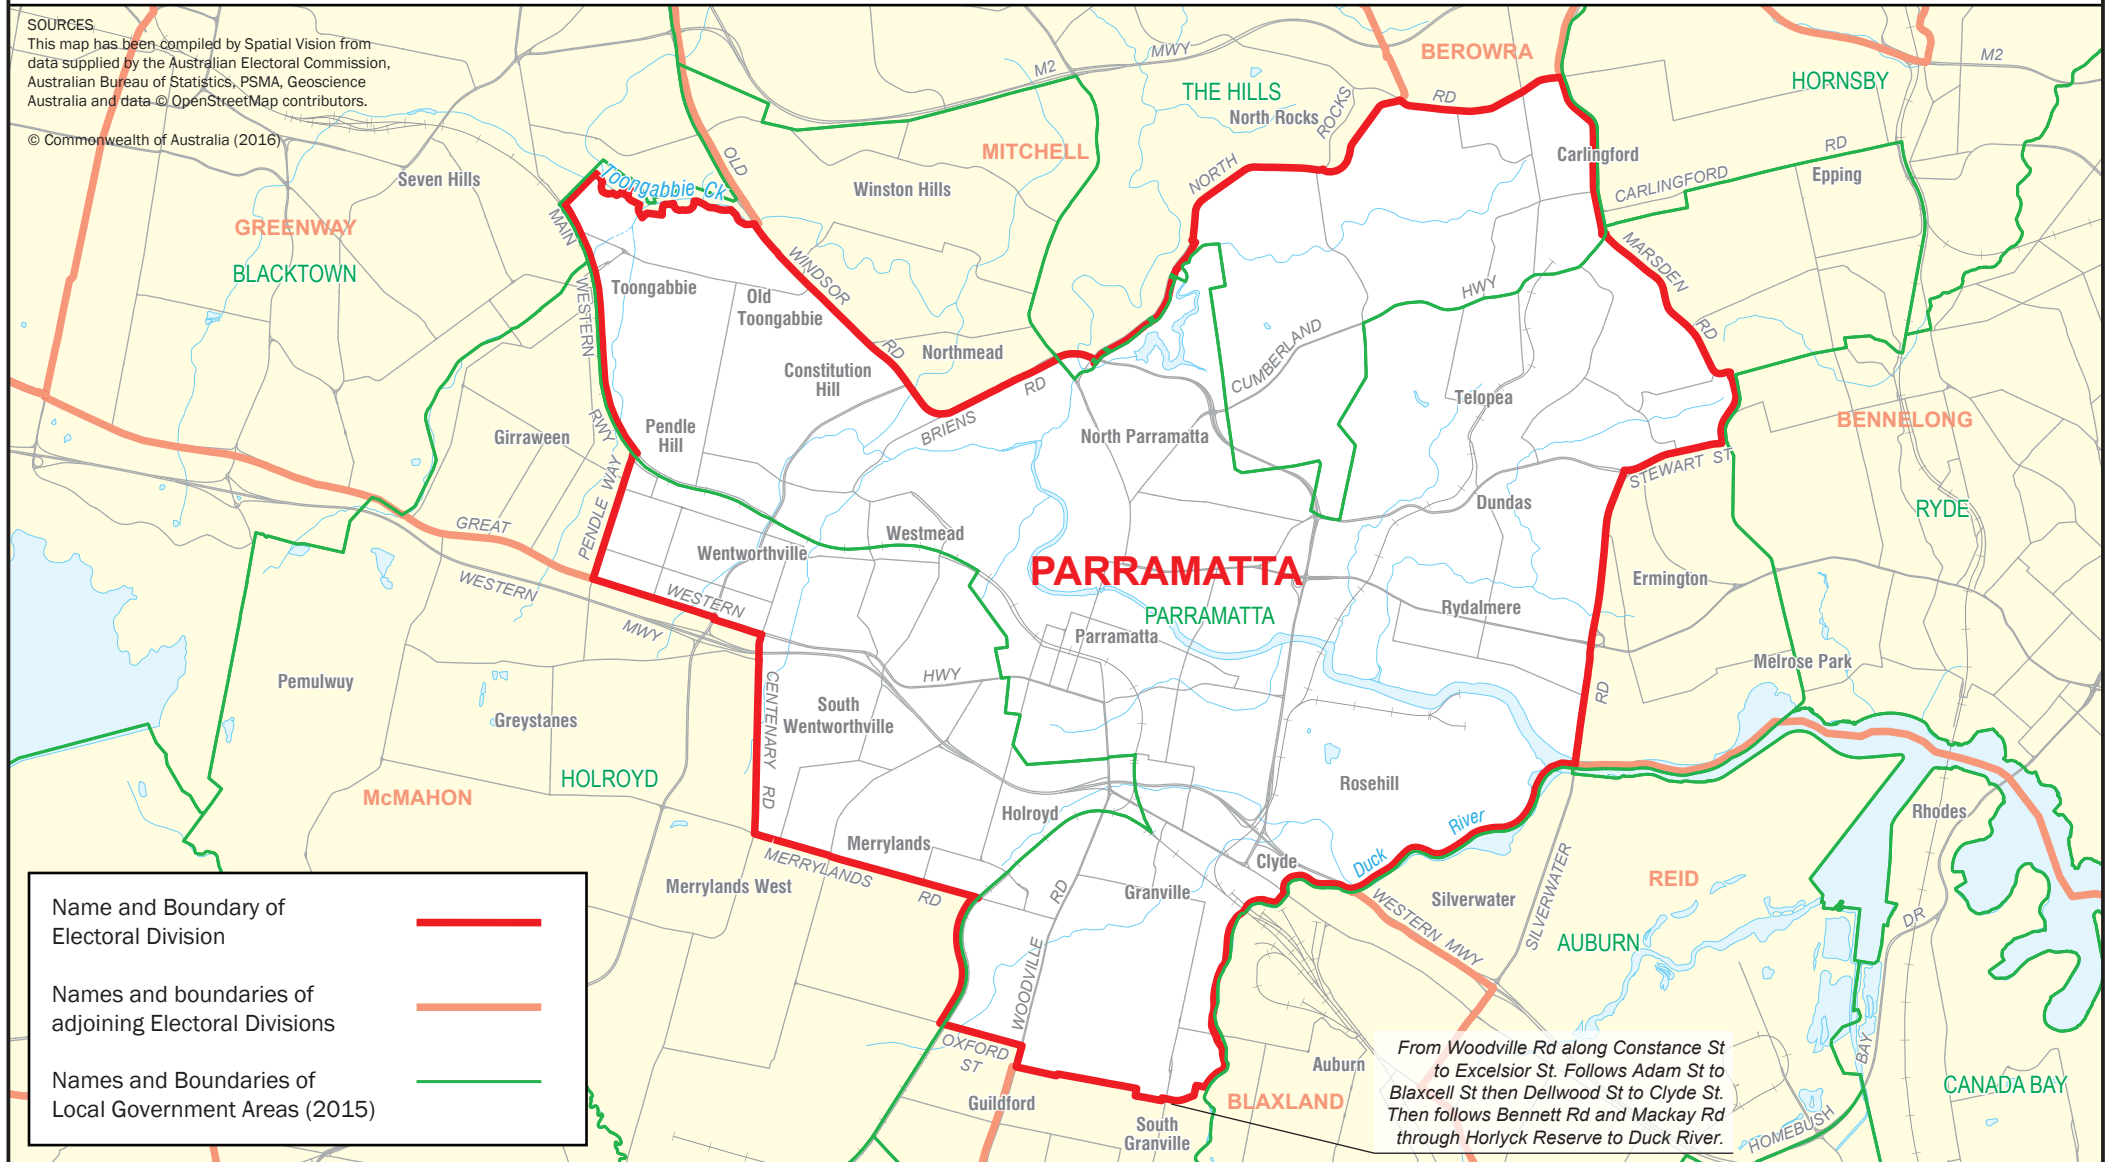 SOURCES
This map has been compiled by Spatial Vision from
data supplied by the Australian Electoral Commission,
Australian Bureau of Statistics, PSMA, Geoscience
Australia and data © OpenStreetMap contributors.
© Commonwealth of Australia (2016)
BEROWRA
MWY
M2
M2
THE HILLS
HORNSBY
North Rocks
ROCKS
RD
MITCHELL
OLD
Carlingford
RD
CARLINGFORD
Epping
Seven Hills
Toongabbie Ck
Winston Hills
NORTH
GREENWAY
MAIN
BLACKTOWN
WINDSOR
MARSDEN
Toongabbie
Old
Toongabbie
HWY
WESTERN
RD
RD
CUMBERLAND
Northmead
Constitution
Hill
RD
Telopea
BRIENS
BENNELONG
RWY
Pendle
Hill
Girraween
North Parramatta
STEWART ST
WAY
PENDLE
Dundas
RYDE
GREAT
Westmead
Wentworthville
PARRAMATTA
Ermington
WESTERN
WESTERN
PARRAMATTA
Rydalmere
MWY
Parramatta
Melrose Park
Pemulwuy
HWY
RD
CENTENARY RD
South
Wentworthville
Greystanes
HOLROYD
McMAHON
Rosehill
Holroyd
Rhodes
River
Merrylands
Duck
Clyde
MERRYLANDS
RD
Merrylands West
RD
Granville
WESTERN MWY
Silverwater
SILVERWATER
REID
DR
AUBURN
WOODVILLE
OXFORD
ST
Guildford
South
Granville
BLAXLAND
Auburn
BAY
HOMEBUSH
CANADA BAY
From Woodville Rd along Constance St
to Excelsior St. Follows Adam St to
Blaxcell St then Dellwood St to Clyde St.
Then follows Bennett Rd and Mackay Rd
through Horlyck Reserve to Duck River.
Name and Boundary of
Electoral Division
Names and boundaries of
adjoining Electoral Divisions
Names and Boundaries of
Local Government Areas (2015)